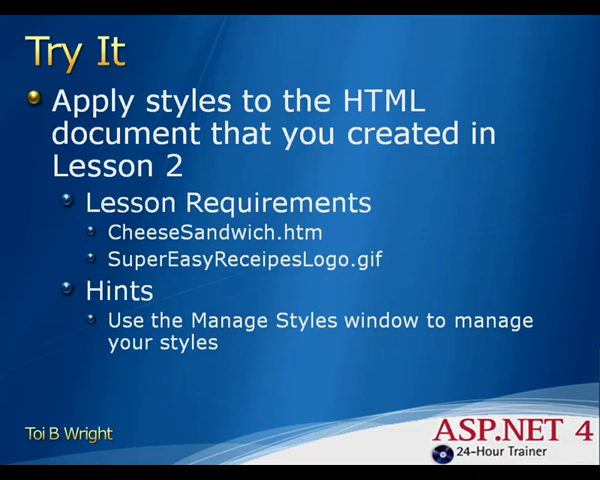 Try It
Apply styles to the HTML
document that you created in
Lesson 2
Lesson Requirements
CheeseSandwich.htm
SuperEasyReceipesLogo.gif
Hints
Use the Manage Styles window to manage
your styles
Toi B Wright
ASP.NET 4
24-Hour Trainer